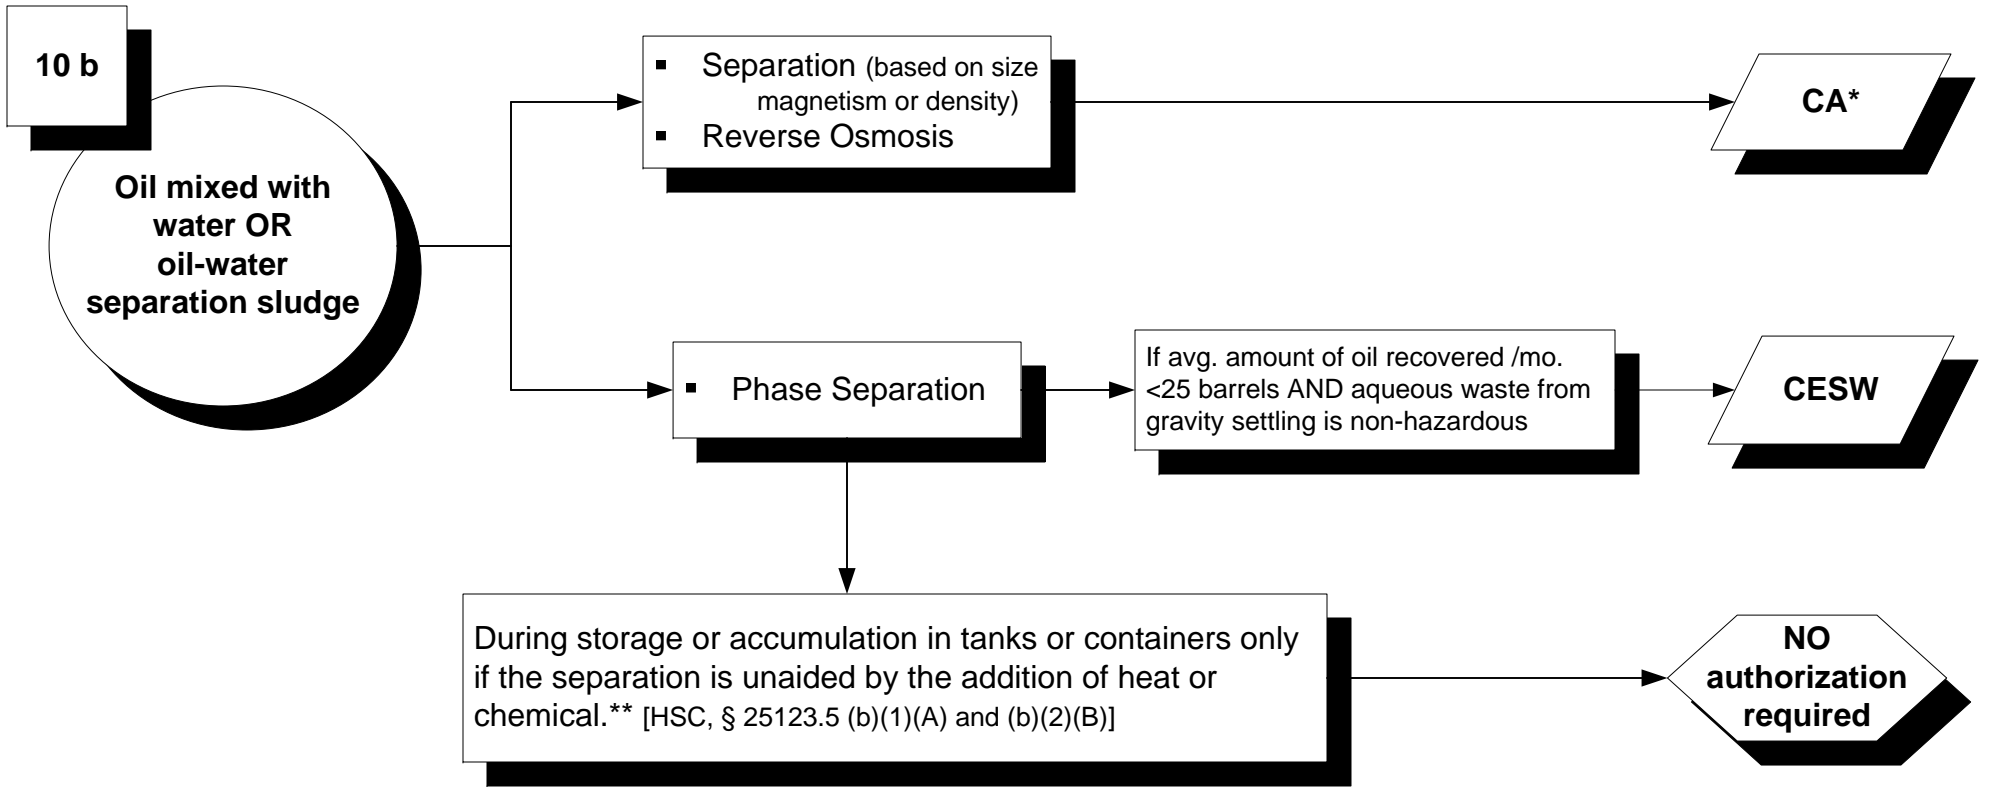 10 b
Oil mixed with
water OR
oil-water
separation sludge
▪ Separation (based on size
magnetism or density)
▪ Reverse Osmosis
CA*
▪ Phase Separation
If avg. amount of oil recovered /mo.
<25 barrels AND aqueous waste from
gravity settling is non-hazardous
CESW
During storage or accumulation in tanks or containers only
if the separation is unaided by the addition of heat or
chemical.** [HSC, § 25123.5 (b)(1)(A) and (b)(2)(B)]
NO
authorization
required